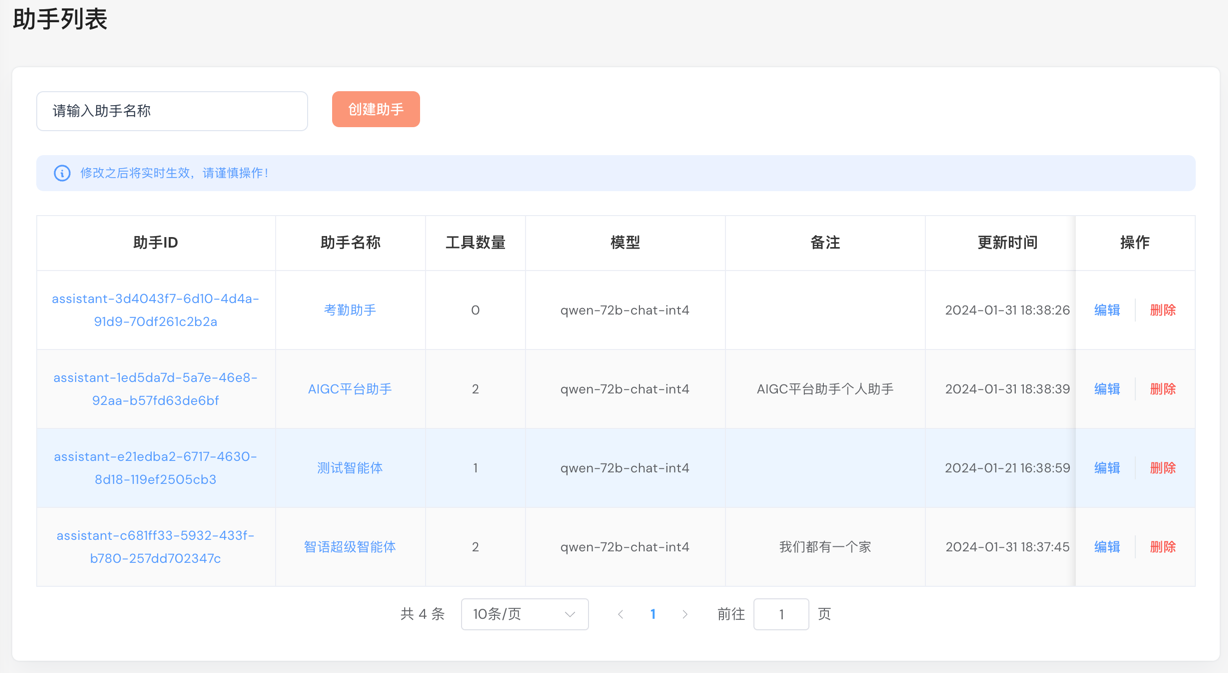 助手列表
请输入助手名称
创建助手
修改之后将实时生效，请谨慎操作！
助手ID 助手名称 工具数量 模型 备注 更新时间 操作
assistant-3d4043f7-6d10-4d4a-
91d9-70df261c2b2a
考勤助手 0 qwen-72b-chat-int4 2024-01-31 18:38:26 编辑 删除
assistant-1ed5da7d-5a7e-46e8-
92aa-b57fd63de6bf
AIGC平台助手 2 qwen-72b-chat-int4 AIGC平台助手个人助手 2024-01-31 18:38:39 编辑 删除
assistant-e21edba2-6717-4630-
8d18-119ef2505cb3
测试智能体 1 qwen-72b-chat-int4 2024-01-21 16:38:59 编辑 删除
assistant-c681ff33-5932-433f-
b780-257dd702347c
智语超级智能体 2 qwen-72b-chat-int4 我们都有一个家 2024-01-31 18:37:45 编辑 删除
共 4 条 10条/页 1 前往 1 页